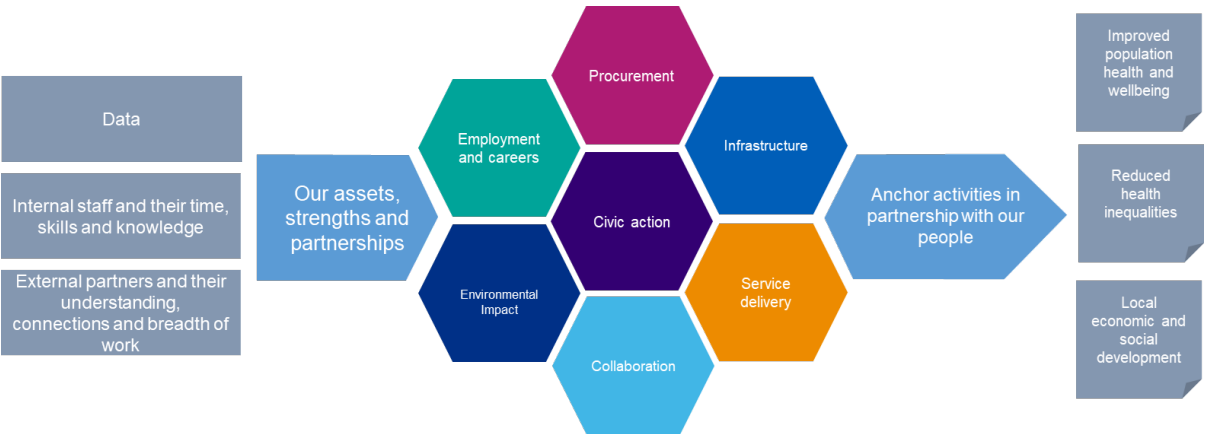 Data
Internal staff and their time,
skills and knowledge
External partners and their
understanding,
connections and breadth of
work
Our assets,
strengths and
partnerships
Procurement
Employment
and careers
Infrastructure
Civic action
Environmental
Impact
Service
delivery
Collaboration
Anchor activities in
partnership with our
people
Improved
population
health and
wellbeing
Reduced
health
inequalities
Local
economic and
social
development